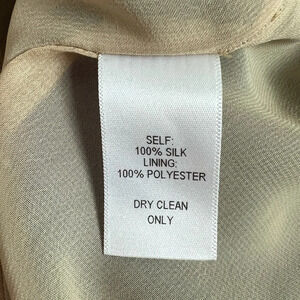 SELF:
100% SILK
LINING:
100% POLYESTER
DRY CLEAN
ONLY